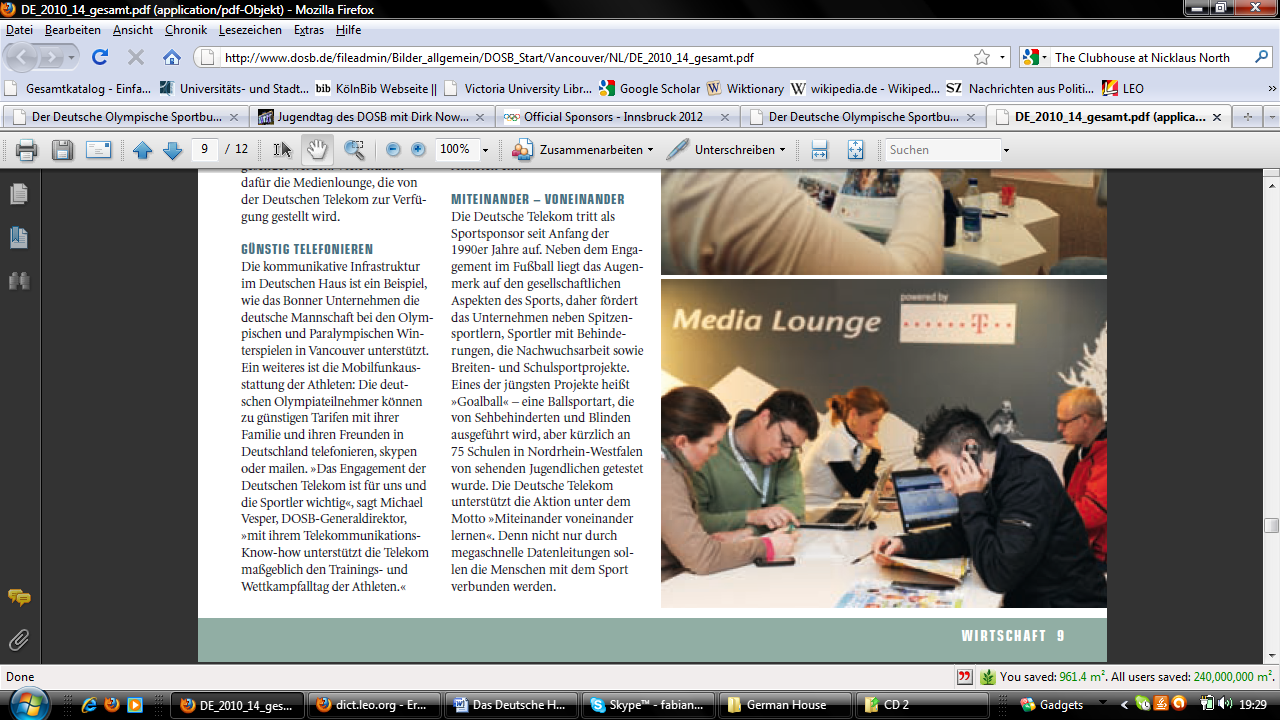 DE_2010_14_gesamt.pdf (application/pdf-Objekt) - Mozilla Firefox
Datei Bearbeiten Ansicht Chronik Lesezeichen Extras Hilfe
http://www.dosb.de/fileadmin/Bilder_allgemein/DOSB_Start/Vancouver/NL/DE_2010_14_gesamt.pdf
The Clubhouse at Nicklaus North
Gesamtkatalog - Einfa... Universitäts- und Stadt... bib KölnBib Webseite || Victoria University Libr... Google Scholar W Wiktionary W wikipedia.de - Wikiped... SZ Nachrichten aus Politi... LEO »
Der Deutsche Olympische Sportbu... Jugendtag des DOSB mit Dirk Now... Official Sponsors - Innsbruck 2012 Der Deutsche Olympische Sportbu... DE_2010_14_gesamt.pdf (applica...
9 / 12 100% Zusammenarbeiten Unterschreiben Suchen
dafür die Medienlounge, die von
der Deutschen Telekom zur Verfü-
gung gestellt wird.
GÜNSTIG TELEFONIEREN
Die kommunikative Infrastruktur
im Deutschen Haus ist ein Beispiel,
wie das Bonner Unternehmen die
deutsche Mannschaft bei den Olym-
pischen und Paralympischen Win-
terspielen in Vancouver unterstützt.
Ein weiteres ist die Mobilfunkaus-
stattung der Athleten: Die deut-
schen Olympiateilnehmer können
zu günstigen Tarifen mit ihrer
Familie und ihren Freunden in
Deutschland telefonieren, skypen
oder mailen. »Das Engagement der
Deutschen Telekom ist für uns und
die Sportler wichtig«, sagt Michael
Vesper, DOSB-Generaldirektor,
»mit ihrem Telekommunikations-
Know-how unterstützt die Telekom
maßgeblich den Trainings- und
Wettkampfalltag der Athleten.«
MITEINANDER – VONEINANDER
Die Deutsche Telekom tritt als
Sportsponsor seit Anfang der
1990er Jahre auf. Neben dem Enga-
gement im Fußball liegt das Augen-
merk auf den gesellschaftlichen
Aspekten des Sports, daher fördert
das Unternehmen neben Spitzen-
sportlern, Sportler mit Behinde-
rungen, die Nachwuchsarbeit sowie
Breiten- und Schulsportprojekte.
Eines der jüngsten Projekte heißt
»Goalball« – eine Ballsportart, die
von Sehbehinderten und Blinden
ausgeführt wird, aber kürzlich an
75 Schulen in Nordrhein-Westfalen
von sehenden Jugendlichen getestet
wurde. Die Deutsche Telekom
unterstützt die Aktion unter dem
Motto »Miteinander voneinander
lernen«. Denn nicht nur durch
megaschnelle Datenleitungen sol-
len die Menschen mit dem Sport
verbunden werden.
powered by
Media Lounge T
WIRTSCHAFT 9
Done You saved: 961.4 m². All users saved: 240,000,000 m².
DE_2010_14_ges... dict.leo.org - Er... Das Deutsche H... Skype™ - fabian... German House CD 2 Gadgets 19:29